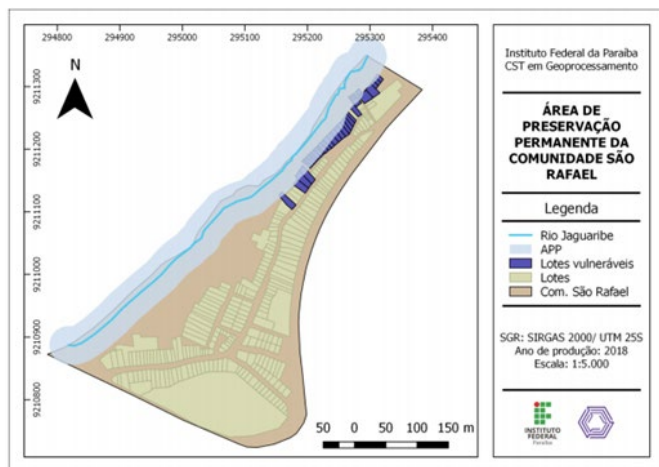 294800 294900 295000 295100 295200 295300 295400
9211300
9211200
9211100
9211000
9210900
9210800
N
50 0 50 100 150 m
Instituto Federal da Paraíba
CST em Geoprocessamento
ÁREA DE
PRESERVAÇÃO
PERMANENTE DA
COMUNIDADE SÃO
RAFAEL
Legenda
Rio Jaguaribe
APP
Lotes vulneráveis
Lotes
Com. São Rafael
SGR: SIRGAS 2000/ UTM 25S
Ano de produção: 2018
Escala: 1:5.000
INSTITUTO
FEDERAL
Paraíba